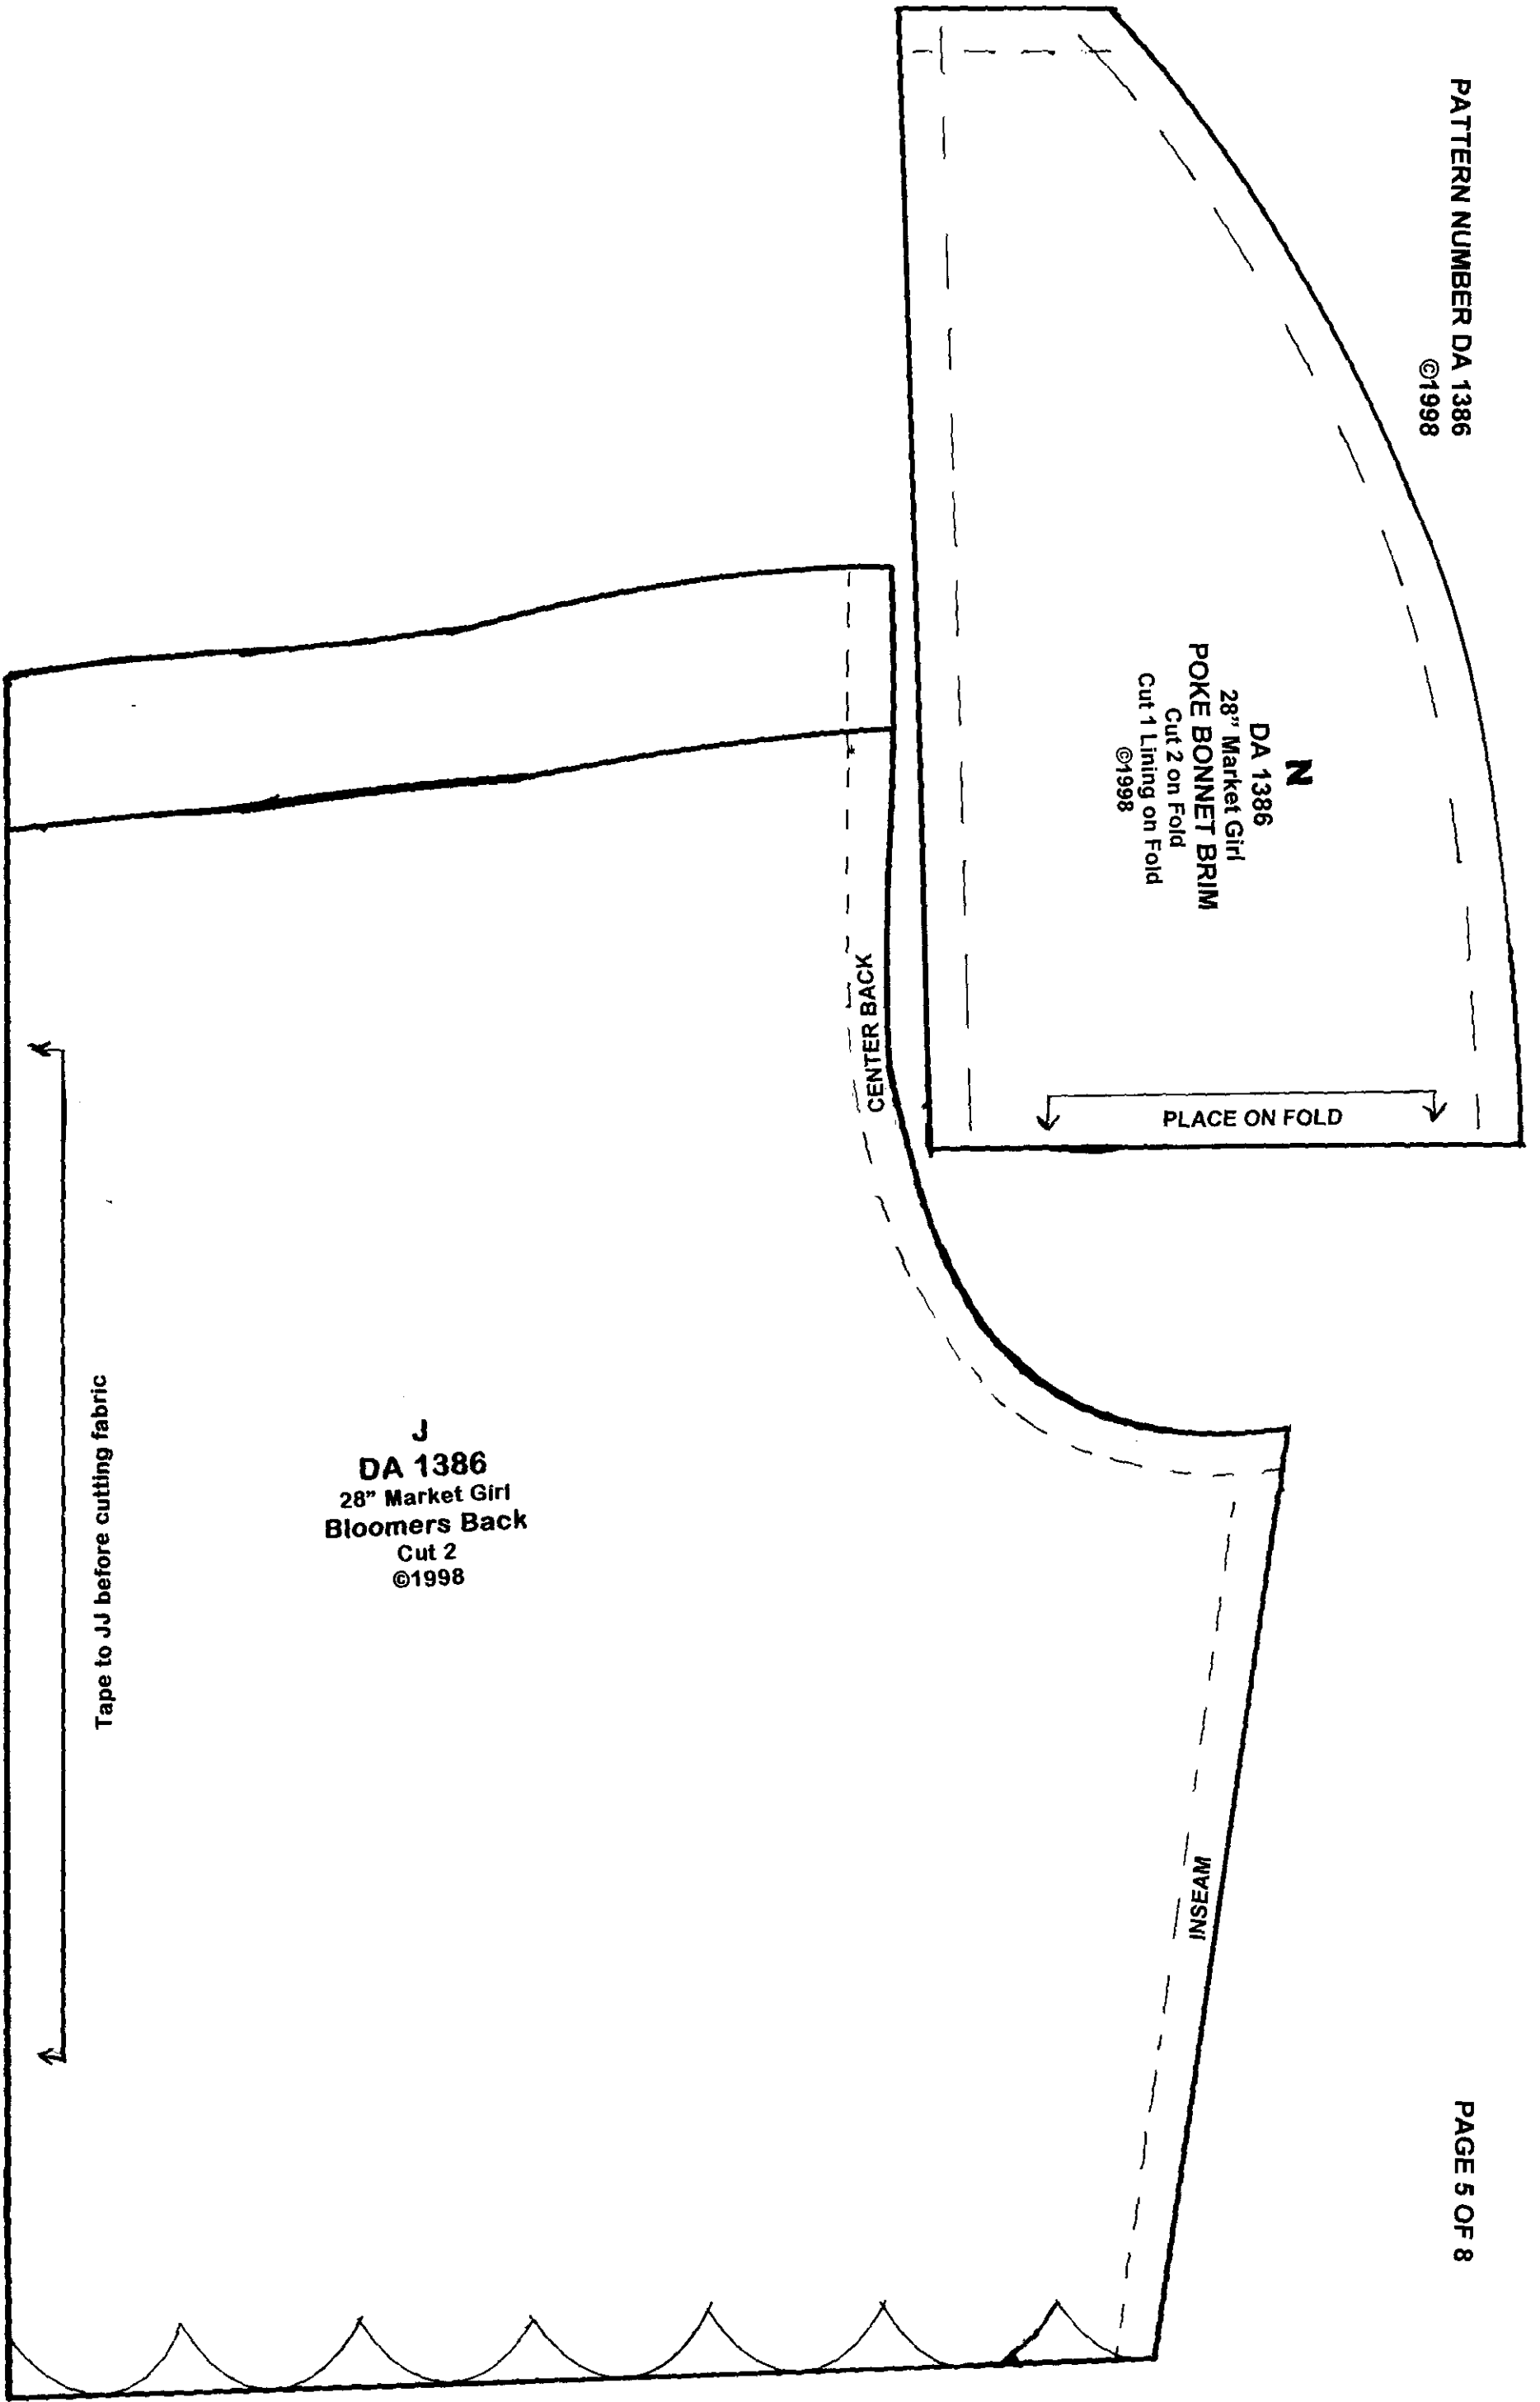 PATTERN NUMBER DA 1386
©1998
PAGE 5 OF 8
N
DA 1386
28” Market Girl
POKE BONNET BRIM
Cut 2 on Fold
Cut 1 Lining on Fold
©1998
PLACE ON FOLD
CENTER BACK
J
DA 1386
28” Market Girl
Bloomers Back
Cut 2
©1998
Tape to JJ before cutting fabric
INSEAM